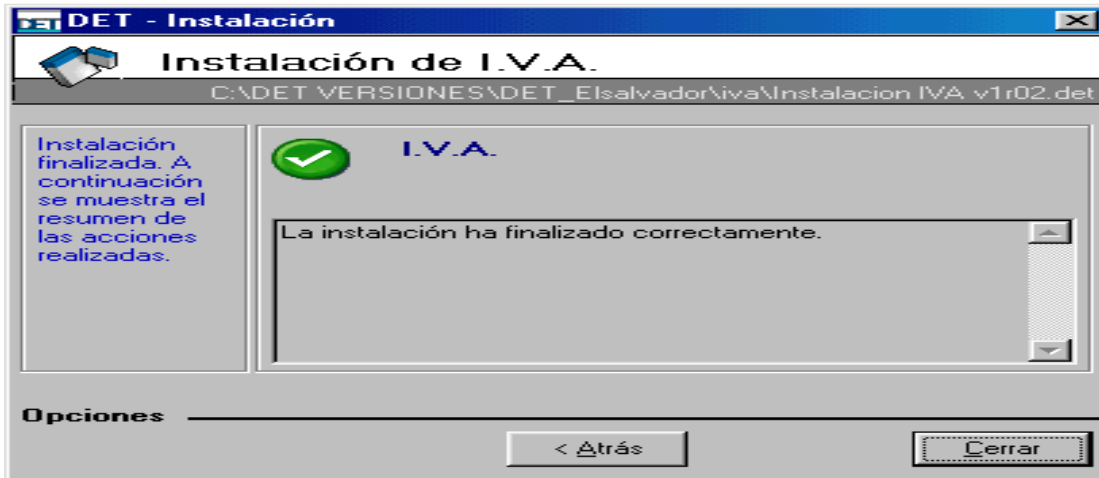 DET - Instalación
Instalación de I.V.A.
C:\DET VERSIONES\DET_Elsalvador\iva\Instalacion IVA v1r02.det
Instalación
finalizada. A
continuación
se muestra el
resumen de
las acciones
realizadas.
I.V.A.
La instalación ha finalizado correctamente.
Opciones
< Atrás
Cerrar